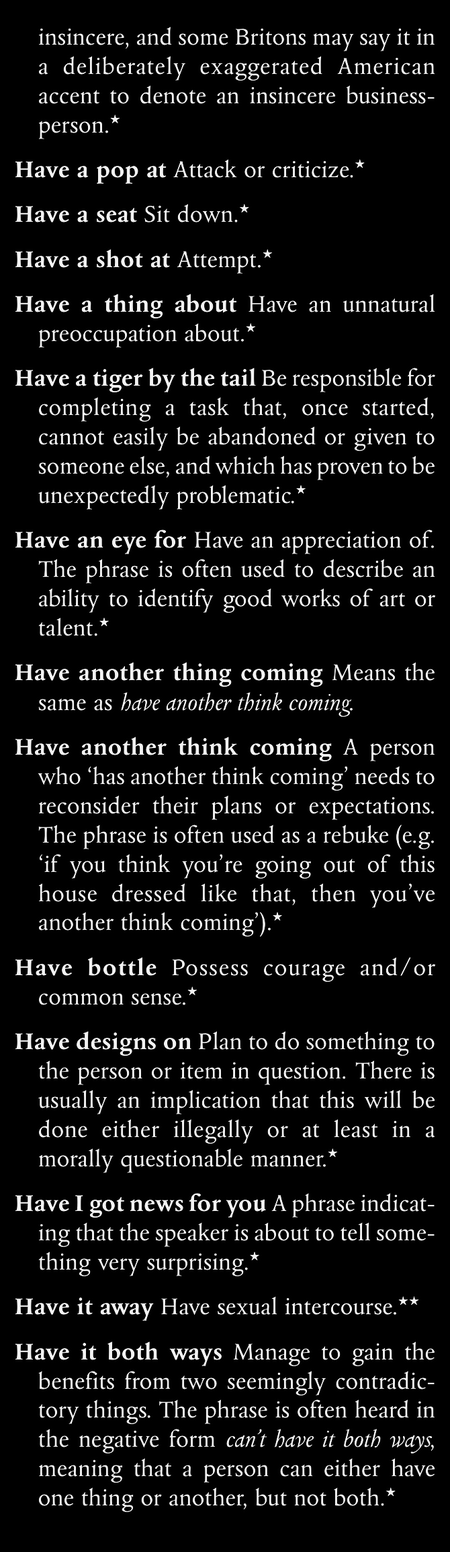 insincere, and some Britons may say it in
a deliberately exaggerated American
accent to denote an insincere business-
person.★
Have a pop at Attack or criticize.★
Have a seat Sit down.★
Have a shot at Attempt.★
Have a thing about Have an unnatural
preoccupation about.★
Have a tiger by the tail Be responsible for
completing a task that, once started,
cannot easily be abandoned or given to
someone else, and which has proven to be
unexpectedly problematic.★
Have an eye for Have an appreciation of.
The phrase is often used to describe an
ability to identify good works of art or
talent.★
Have another thing coming Means the
same as have another think coming.
Have another think coming A person
who ‘has another think coming’ needs to
reconsider their plans or expectations.
The phrase is often used as a rebuke (e.g.
‘if you think you’re going out of this
house dressed like that, then you’ve
another think coming’).★
Have bottle Possess courage and/or
common sense.★
Have designs on Plan to do something to
the person or item in question. There is
usually an implication that this will be
done either illegally or at least in a
morally questionable manner.★
Have I got news for you A phrase indicat-
ing that the speaker is about to tell some-
thing very surprising.★
Have it away Have sexual intercourse.★★
Have it both ways Manage to gain the
benefits from two seemingly contradic-
tory things. The phrase is often heard in
the negative form can’t have it both ways,
meaning that a person can either have
one thing or another, but not both.★